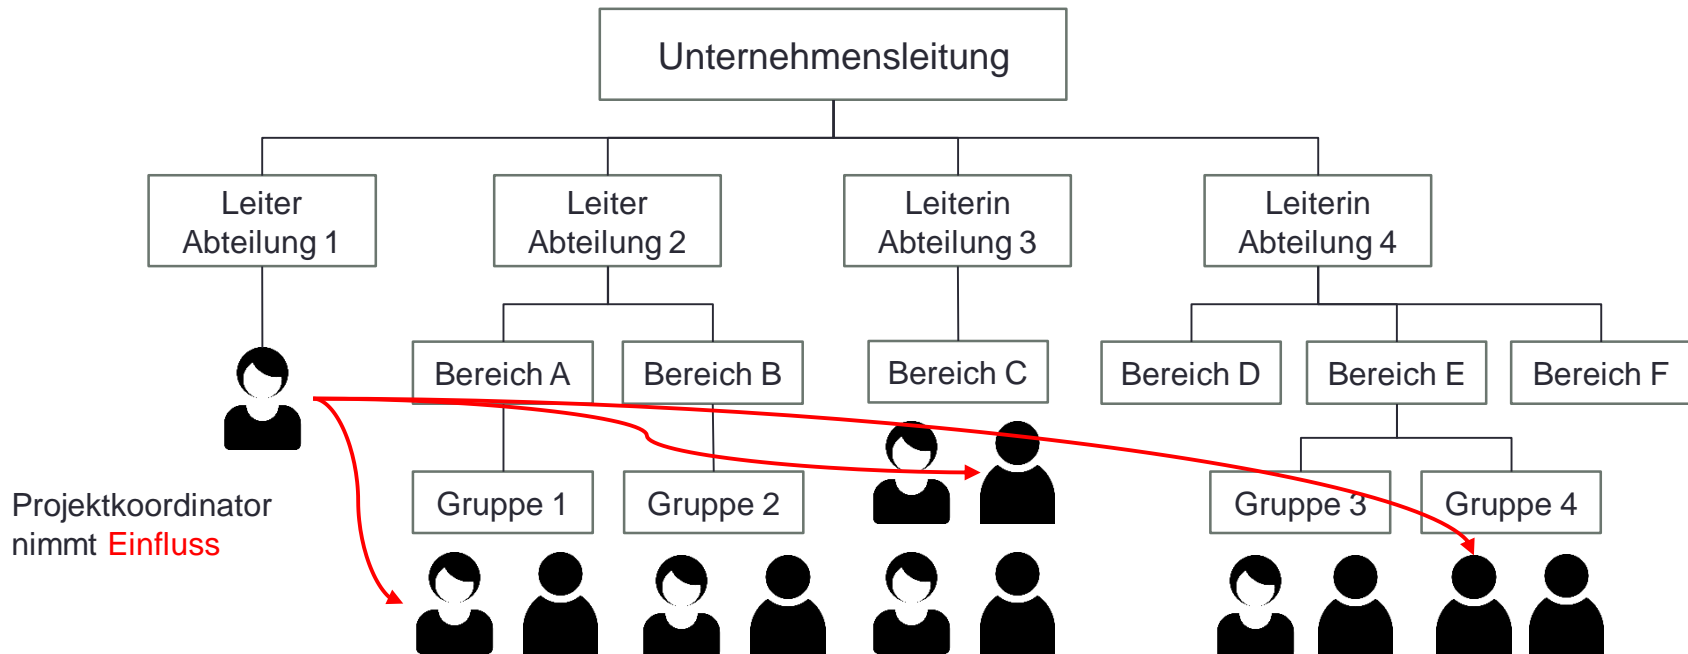 Unternehmensleitung
Leiter
Abteilung 1
Leiter
Abteilung 2
Leiterin
Abteilung 3
Leiterin
Abteilung 4
Bereich A
Bereich B
Bereich C
Bereich D
Bereich E
Bereich F
Gruppe 1
Gruppe 2
Gruppe 3
Gruppe 4
Projektkoordinator
nimmt Einfluss